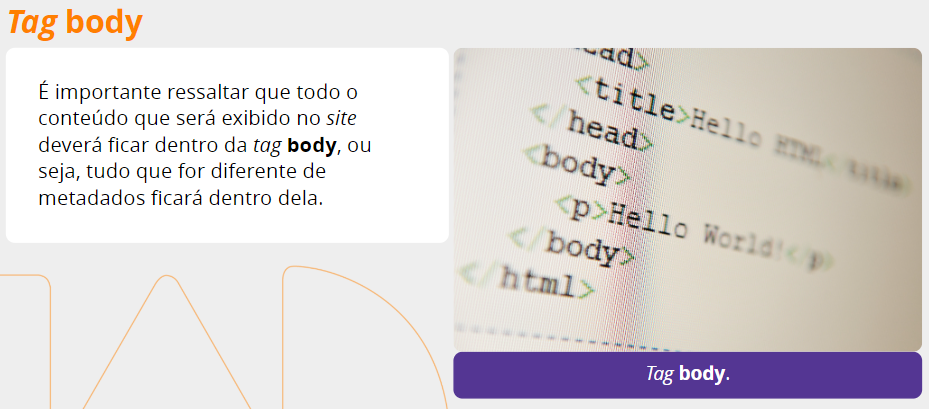 Tag body
É importante ressaltar que todo o
conteúdo que será exibido no site
deverá ficar dentro da tag body, ou
seja, tudo que for diferente de
metadados ficará dentro dela.
ead>
<title>Hello HTML</title>
</head>
<body>
<p>Hello World!</p>
</body>
</html>
Tag body.